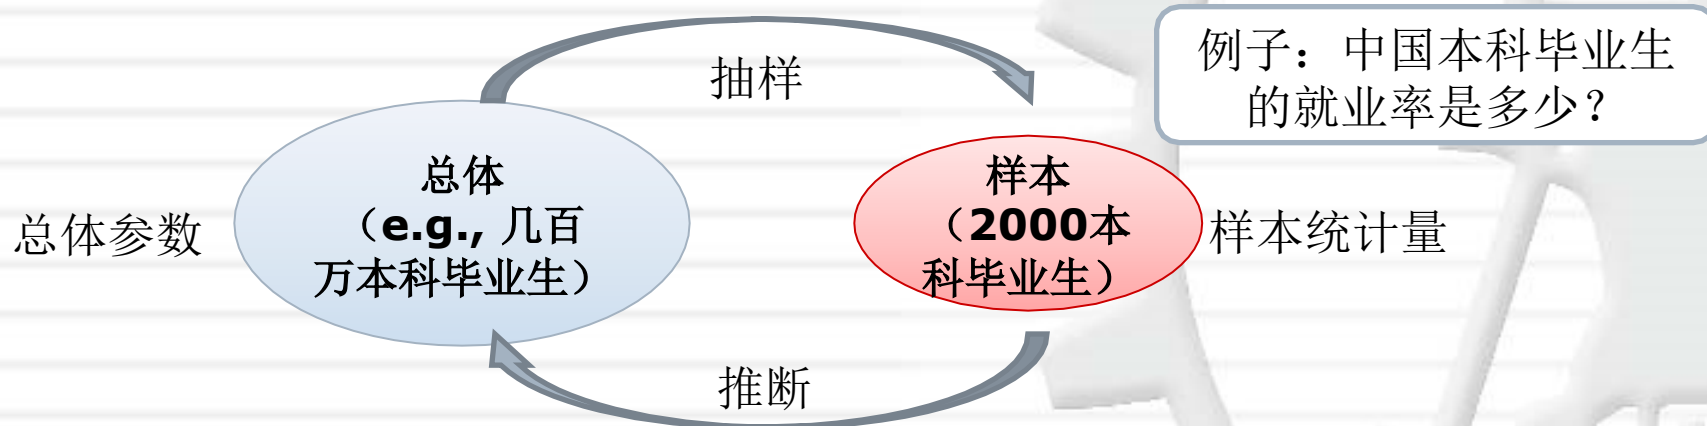 例子：中国本科毕业生
的就业率是多少？
抽样
总体
（e.g., 几百
万本科毕业生）
样本
（2000本
科毕业生）
总体参数
样本统计量
推断